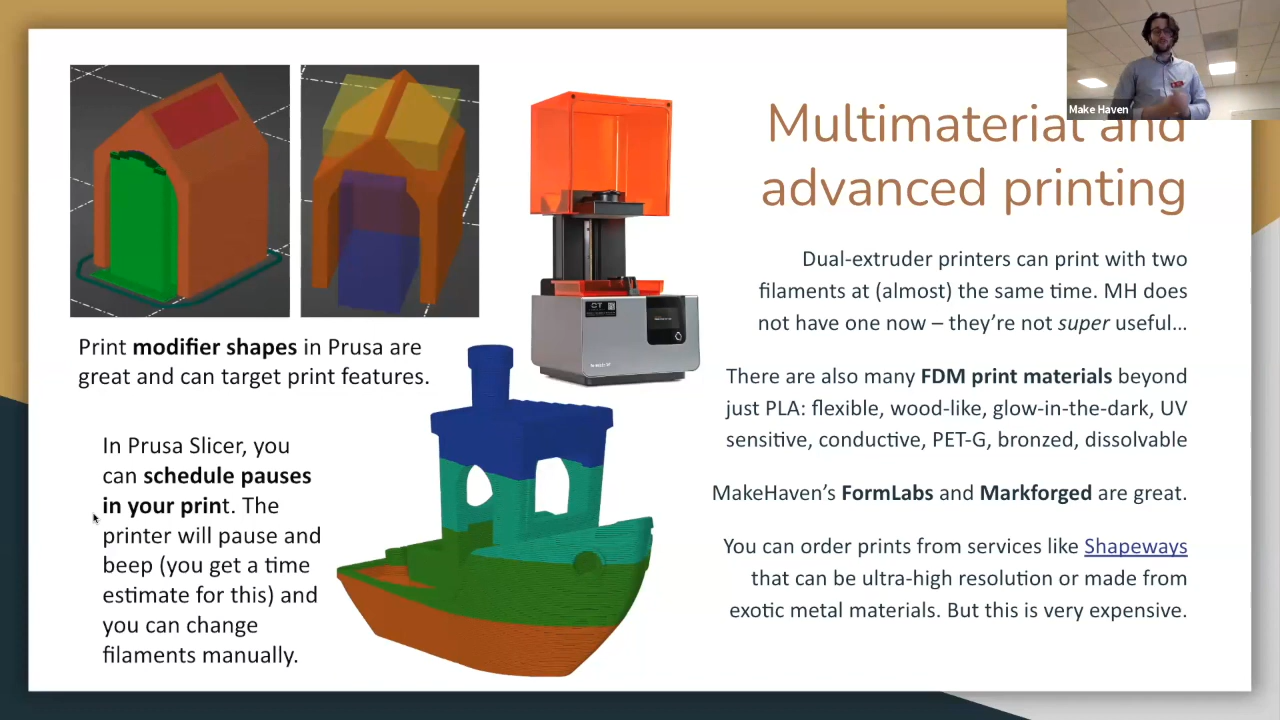 Make Haven
Multimaterial and
advanced printing
Print modifier shapes in Prusa are
great and can target print features.
In Prusa Slicer, you
can schedule pauses
in your print. The
printer will pause and
beep (you get a time
estimate for this) and
you can change
filaments manually.
Dual-extruder printers can print with two
filaments at (almost) the same time. MH does
not have one now – they’re not super useful...
There are also many FDM print materials beyond
just PLA: flexible, wood-like, glow-in-the-dark, UV
sensitive, conductive, PET-G, bronzed, dissolvable
MakeHaven’s FormLabs and Markforged are great.
You can order prints from services like Shapeways
that can be ultra-high resolution or made from
exotic metal materials. But this is very expensive.